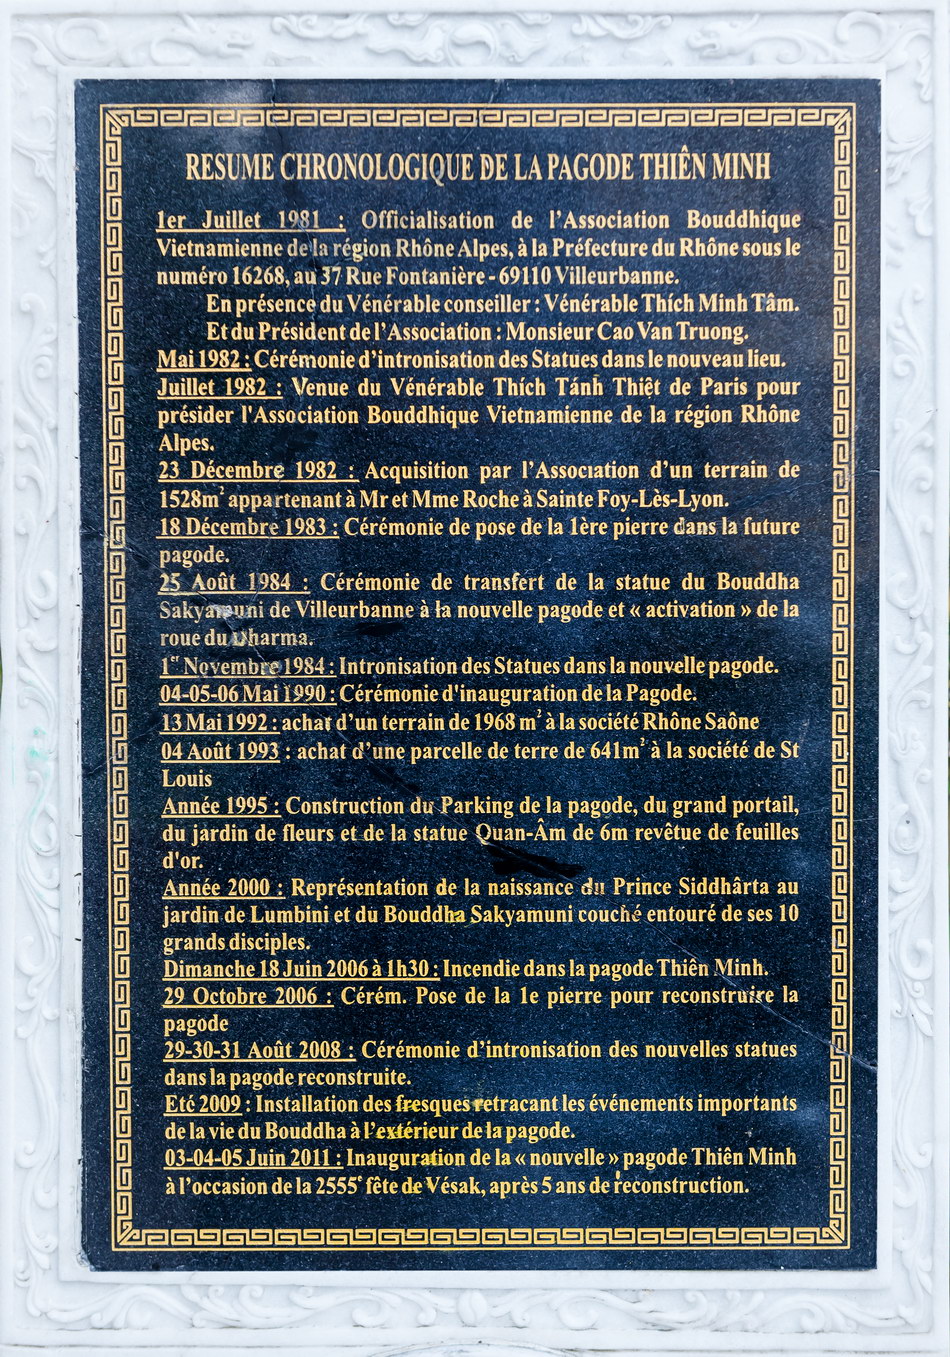 RESUME CHRONOLOGIQUE DE LA PAGODE THIÊN MINH
1er Juillet 1981 : Officialisation de l'Association Bouddhique
Vietnamienne de la région Rhône Alpes, à la Préfecture du Rhône sous le
numéro 16268, au 37 Rue Fontanière - 69110 Villeurbanne.
En présence du Vénérable conseiller : Vénérable Thích Minh Tâm.
Et du Président de l'Association : Monsieur Cao Van Truong.
Mai 1982 : Cérémonie d'intronisation des Statues dans le nouveau lieu.
Juillet 1982 : Venue du Vénérable Thích Tánh Thiệt de Paris pour
présider l'Association Bouddhique Vietnamienne de la région Rhône
Alpes.
23 Décembre 1982 : Acquisition par l'Association d'un terrain de
1528m² appartenant à Mr et Mme Roche à Sainte Foy-Lès-Lyon.
18 Décembre 1983 : Cérémonie de pose de la 1ère pierre dans la future
pagode.
25 Août 1984 : Cérémonie de transfert de la statue du Bouddha
Sakyamuni de Villeurbanne à la nouvelle pagode et « activation » de la
roue du Dharma.
1er Novembre 1984 : Intronisation des Statues dans la nouvelle pagode.
04-05-06 Mai 1990 : Cérémonie d'inauguration de la Pagode.
13 Mai 1992 : achat d'un terrain de 1968 m² à la société Rhône Saône
04 Août 1993 : achat d'une parcelle de terre de 641m² à la société de St
Louis
Année 1995 : Construction du Parking de la pagode, du grand portail,
du jardin de fleurs et de la statue Quan-Âm de 6m revêtue de feuilles
d'or.
Année 2000 : Représentation de la naissance du Prince Siddhârta au
jardin de Lumbini et du Bouddha Sakyamuni couché entouré de ses 10
grands disciples.
Dimanche 18 Juin 2006 à 1h30 : Incendie dans la pagode Thiên Minh.
29 Octobre 2006 : Cérém. Pose de la 1e pierre pour reconstruire la
pagode
29-30-31 Août 2008 : Cérémonie d'intronisation des nouvelles statues
dans la pagode reconstruite.
Eté 2009 : Installation des fresques retracant les événements importants
de la vie du Bouddha à l'extérieur de la pagode.
03-04-05 Juin 2011 : Inauguration de la « nouvelle » pagode Thiên Minh
à l'occasion de la 2555e fête de Vésak, après 5 ans de reconstruction.